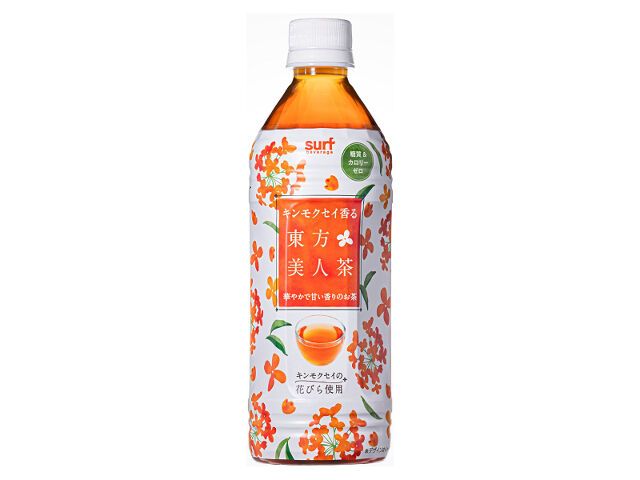 surf
beverage
糖質&
カロリー
ゼロ
キンモクセイ香る
東方
美人茶
華やかで甘い香りのお茶
キンモクセイの
花びら使用